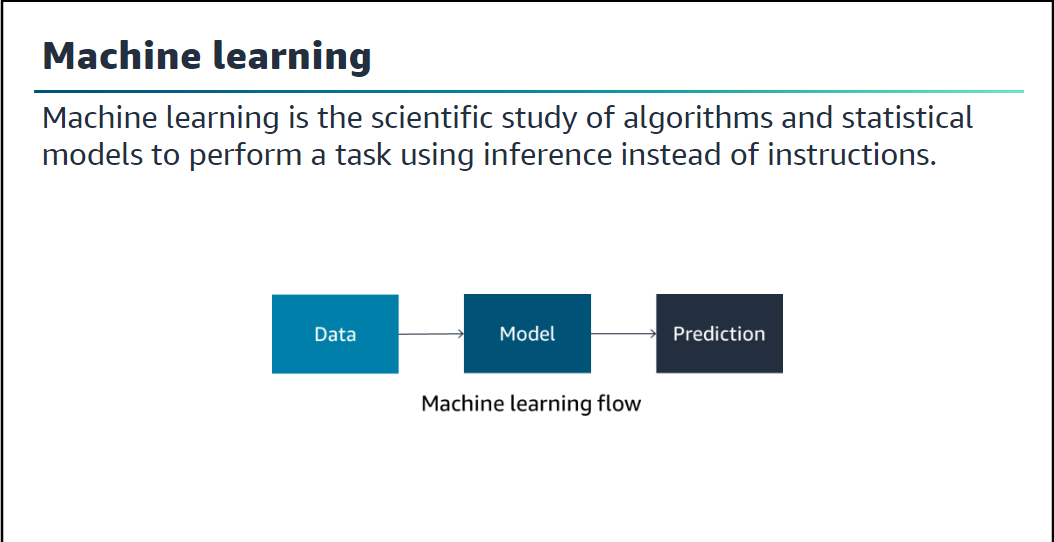 Machine learning
Machine learning is the scientific study of algorithms and statistical
models to perform a task using inference instead of instructions.
Data
Model
Prediction
Machine learning flow